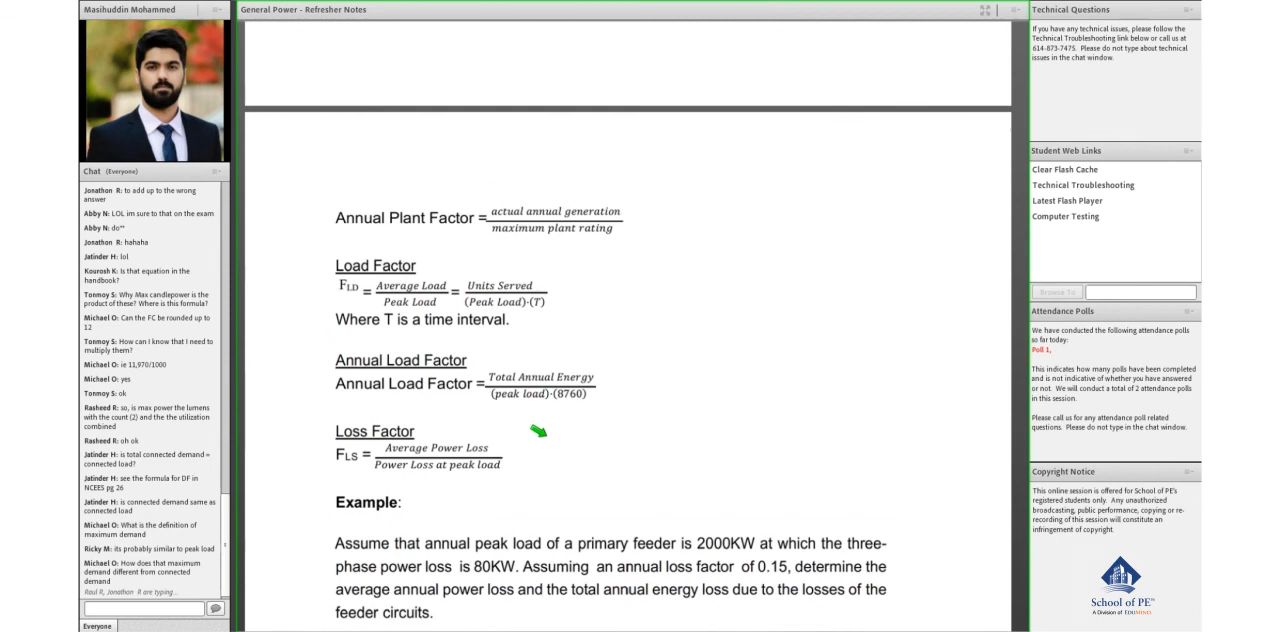 Masihuddin Mohammed
Chat (Everyone)
Jonathon R: to add up to the wrong
answer
Abby N: LOL im sure to that on the exam
Abby N: do**
Jonathon R: hahaha
Jatinder H: lol
Kourosh K: Is that equation in the
handbook?
Tonmoy S: Why Max candlepower is the
product of these? Where is this formula?
Michael O: Can the FC be rounded up to
12
Tonmoy S: How can I know that I need to
multiply them?
Michael O: ie 11,970/1000
Michael O: yes
Tonmoy S: ok
Rasheed R: so, is max power the lumens
with the count (2) and the the utilization
combined
Rasheed R: oh ok
Jatinder H: is total connected demand =
connected load?
Jatinder H: see the formula for DF in
NCEES pg 26
Jatinder H: is connected demand same as
connected load
Michael O: What is the definition of
maximum demand
Ricky M: its probably similar to peak load
Michael O: How does that maximum
demand different from connected
demand
Raul R, Jonathon R are typing...
Everyone
General Power - Refresher Notes
Annual Plant Factor = actual annual generation / maximum plant rating
Load Factor
F_LD = Average Load / Peak Load = Units Served / (Peak Load)·(T)
Where T is a time interval.
Annual Load Factor
Annual Load Factor = Total Annual Energy / (peak load)·(8760)
Loss Factor
F_LS = Average Power Loss / Power Loss at peak load
Example:
Assume that annual peak load of a primary feeder is 2000KW at which the three-
phase power loss is 80KW. Assuming an annual loss factor of 0.15, determine the
average annual power loss and the total annual energy loss due to the losses of the
feeder circuits.
Technical Questions
If you have any technical issues, please follow the
Technical Troubleshooting link below or call us at
614-873-7475. Please do not type about technical
issues in the chat window.
Student Web Links
Clear Flash Cache
Technical Troubleshooting
Latest Flash Player
Computer Testing
Browse To
Attendance Polls
We have conducted the following attendance polls
so far today:
Poll 1,
This indicates how many polls have been completed
and is not indicative of whether you have answered
or not. We will conduct a total of 2 attendance polls
in this session.
Please call us for any attendance poll related
questions. Please do not type in the chat window.
Copyright Notice
This online session is offered for School of PE's
registered students only. Any unauthorized
broadcasting, public performance, copying or re-
recording of this session will constitute an
infringement of copyright.
School of PE™
A Division of EDUMIND